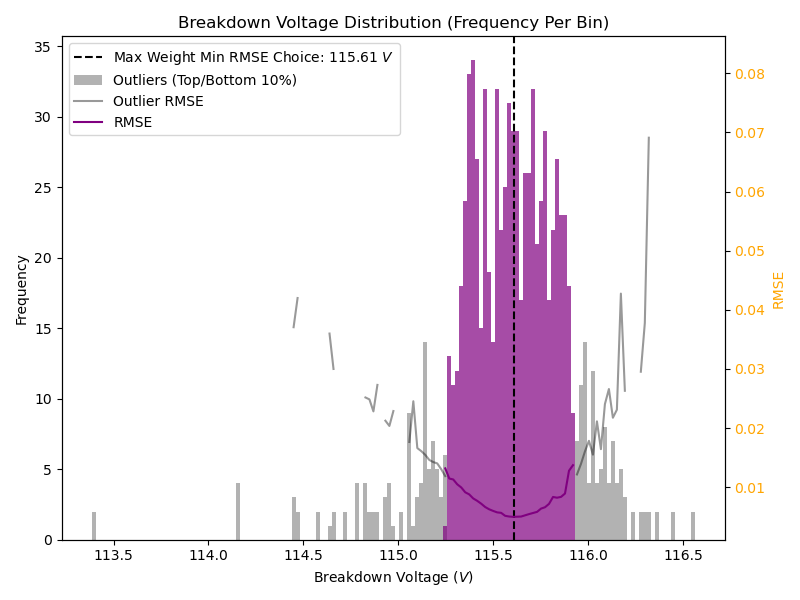 Breakdown Voltage Distribution (Frequency Per Bin)
Max Weight Min RMSE Choice: 115.61 V
Outliers (Top/Bottom 10%)
Outlier RMSE
RMSE
Frequency
35
30
25
20
15
10
5
0
0.08
0.07
0.06
0.05
0.04
0.03
0.02
0.01
RMSE
113.5 114.0 114.5 115.0 115.5 116.0 116.5
Breakdown Voltage (V)